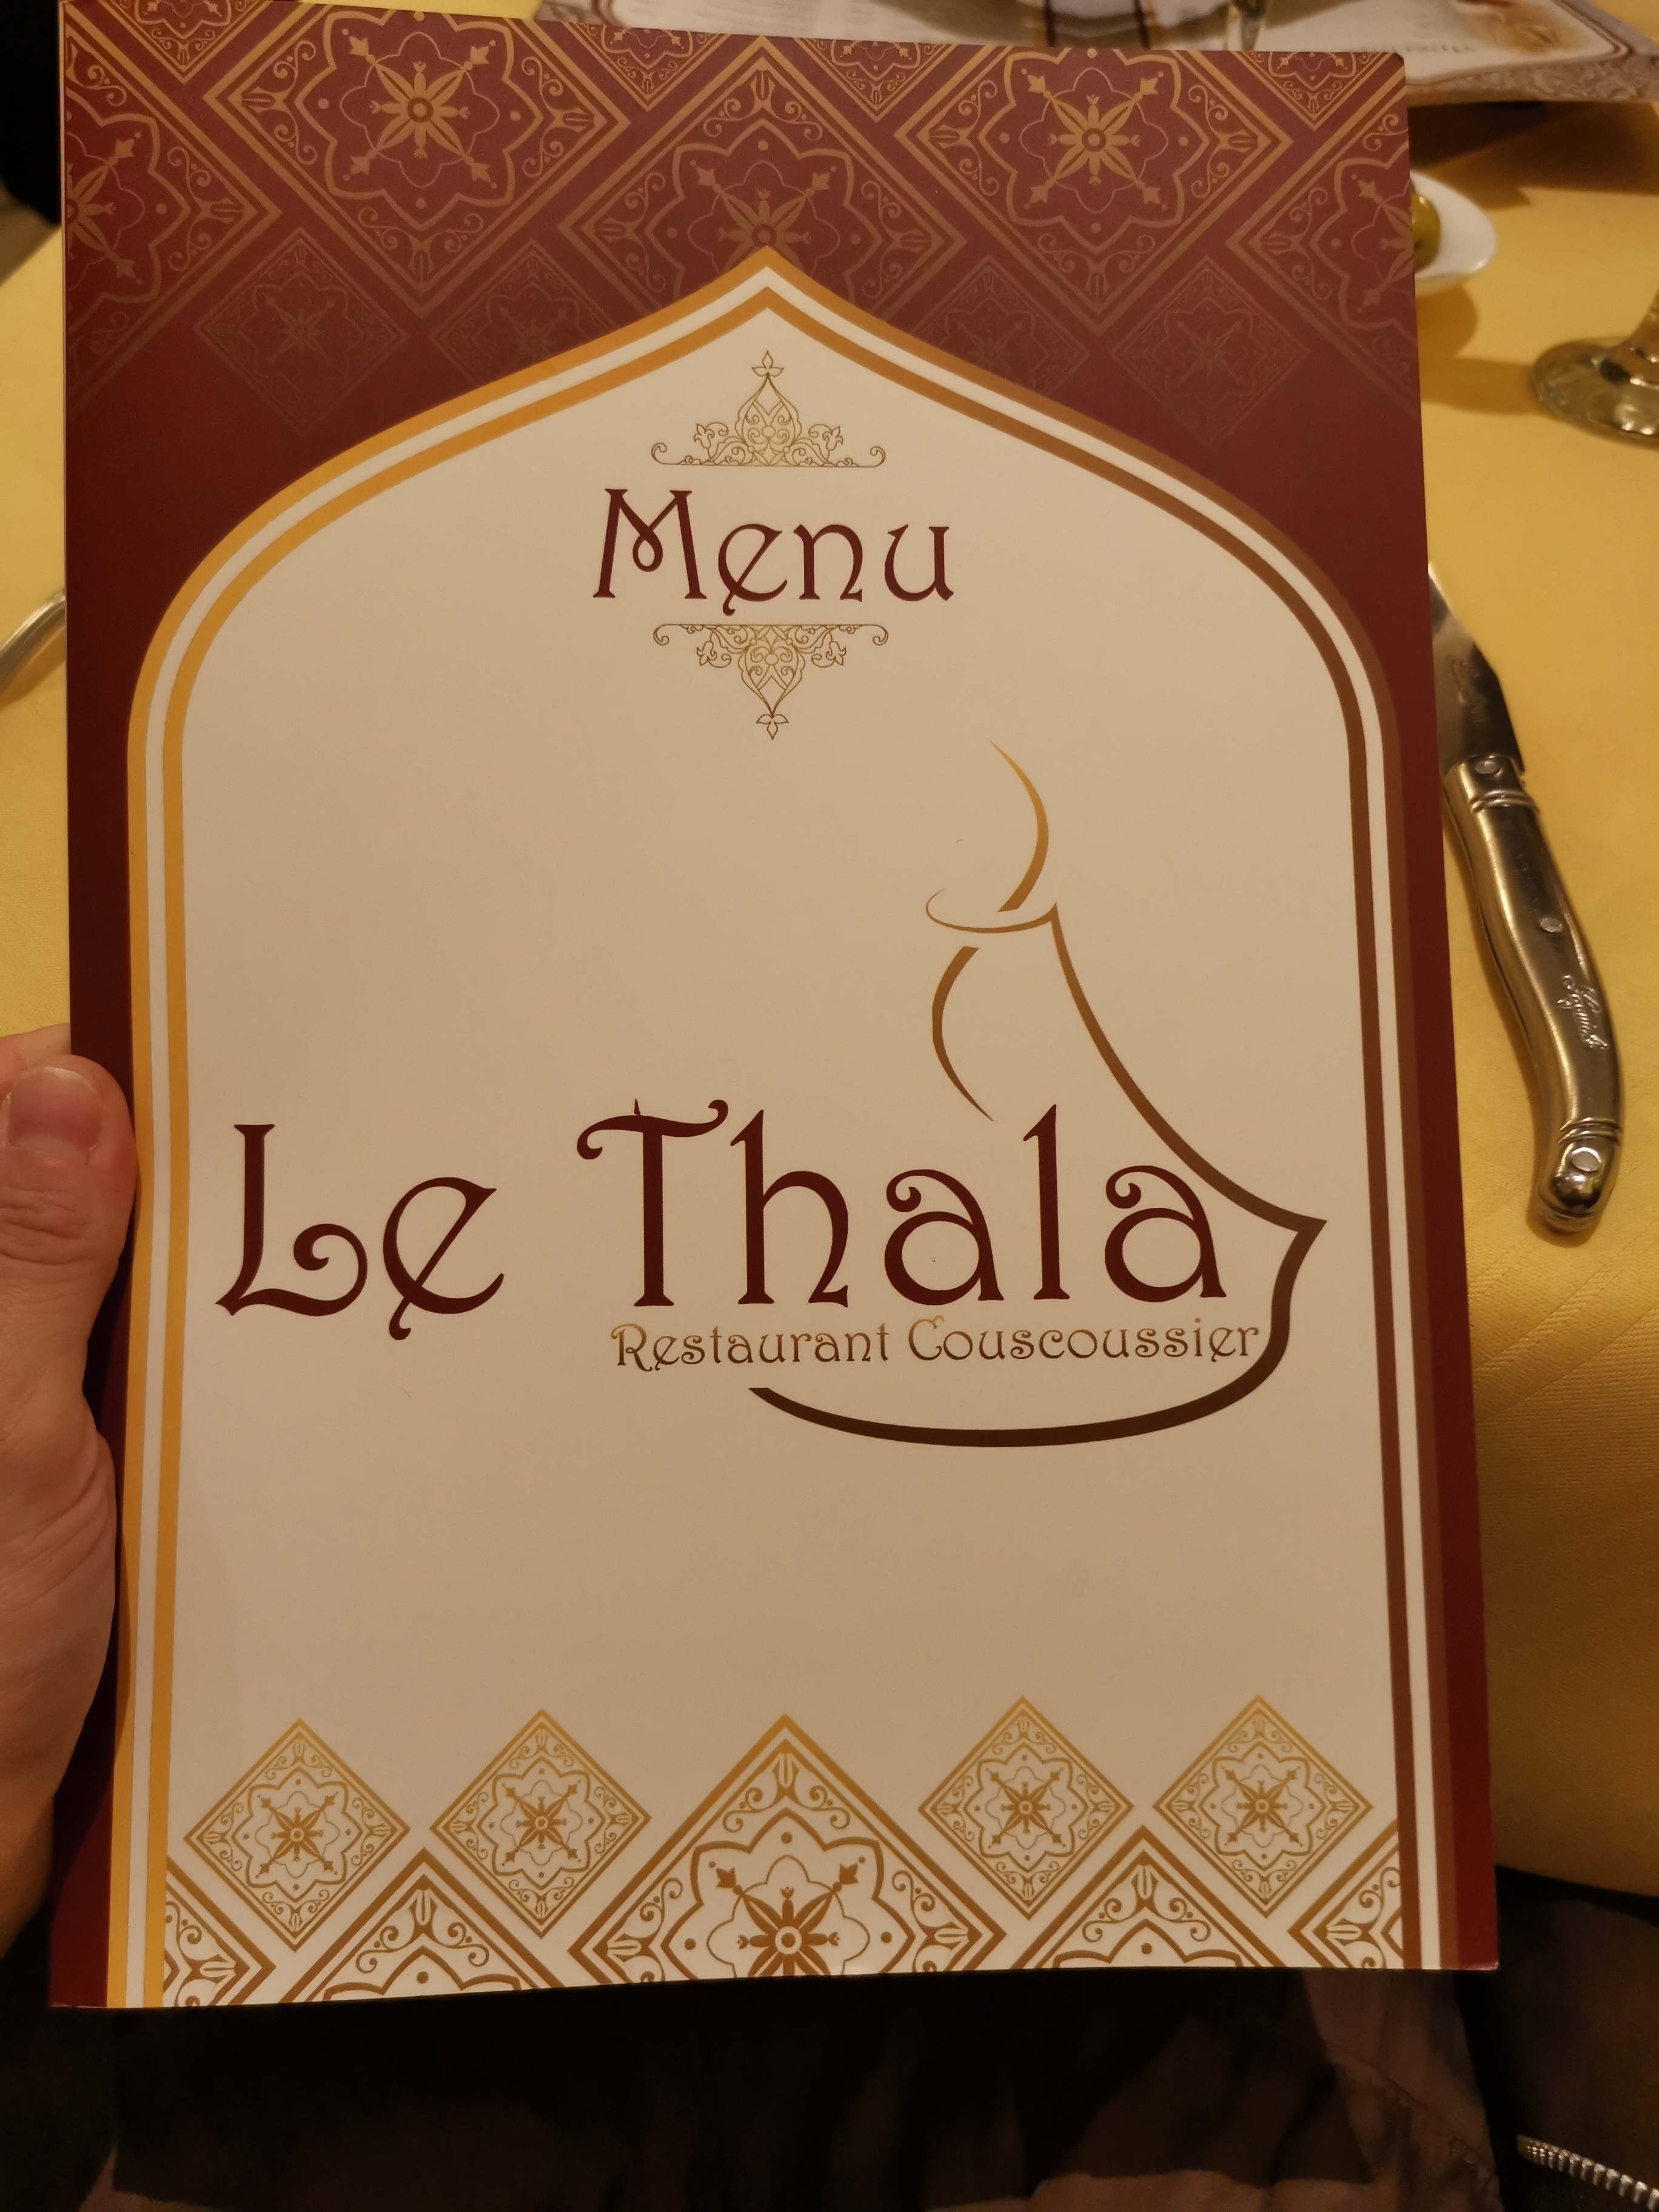 Menu
Le Thala
Restaurant Couscoussier